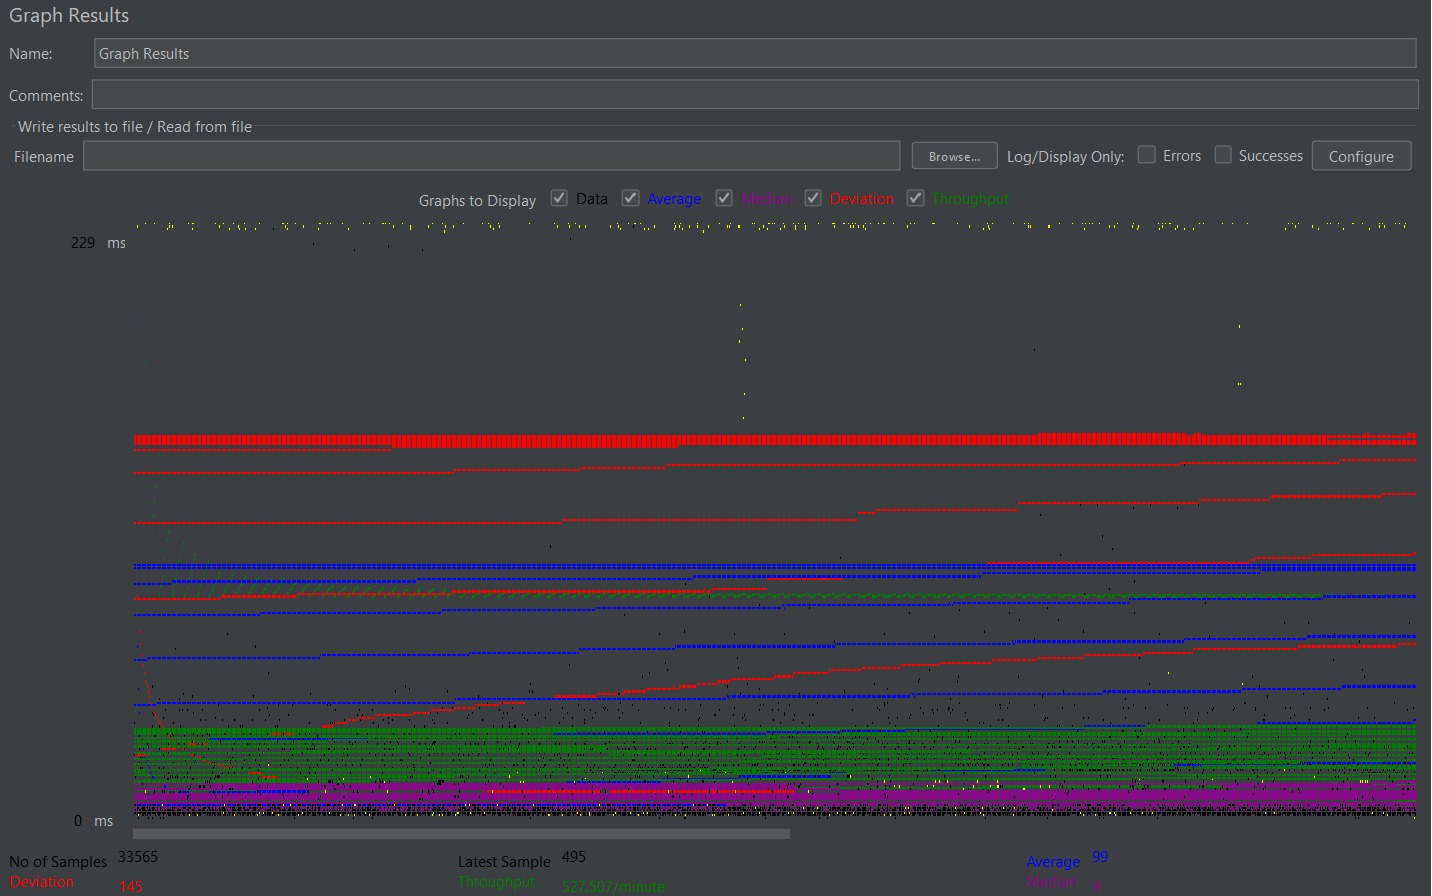 Graph Results
Name: Graph Results
Comments:
Write results to file / Read from file
Filename Browse... Log/Display Only: Errors Successes Configure
Graphs to Display Data Average Median Deviation Throughput
229 ms
0 ms
No of Samples 33565 Latest Sample 495 Average 99
Deviation 145 Throughput 527.507/minute Median